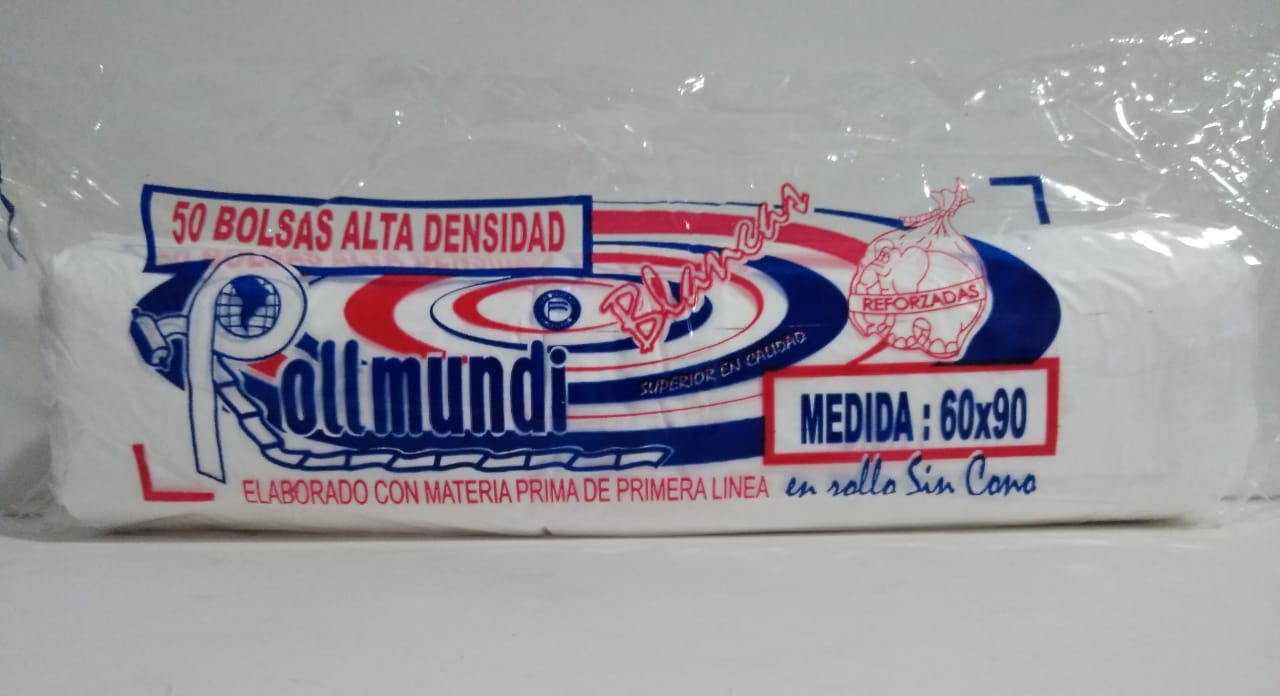 50 BOLSAS ALTA DENSIDAD
Blancas
REFORZADAS
Rollmundi
SUPERIOR EN CALIDAD
MEDIDA : 60x90
ELABORADO CON MATERIA PRIMA DE PRIMERA LINEA
en rollo Sin Cono